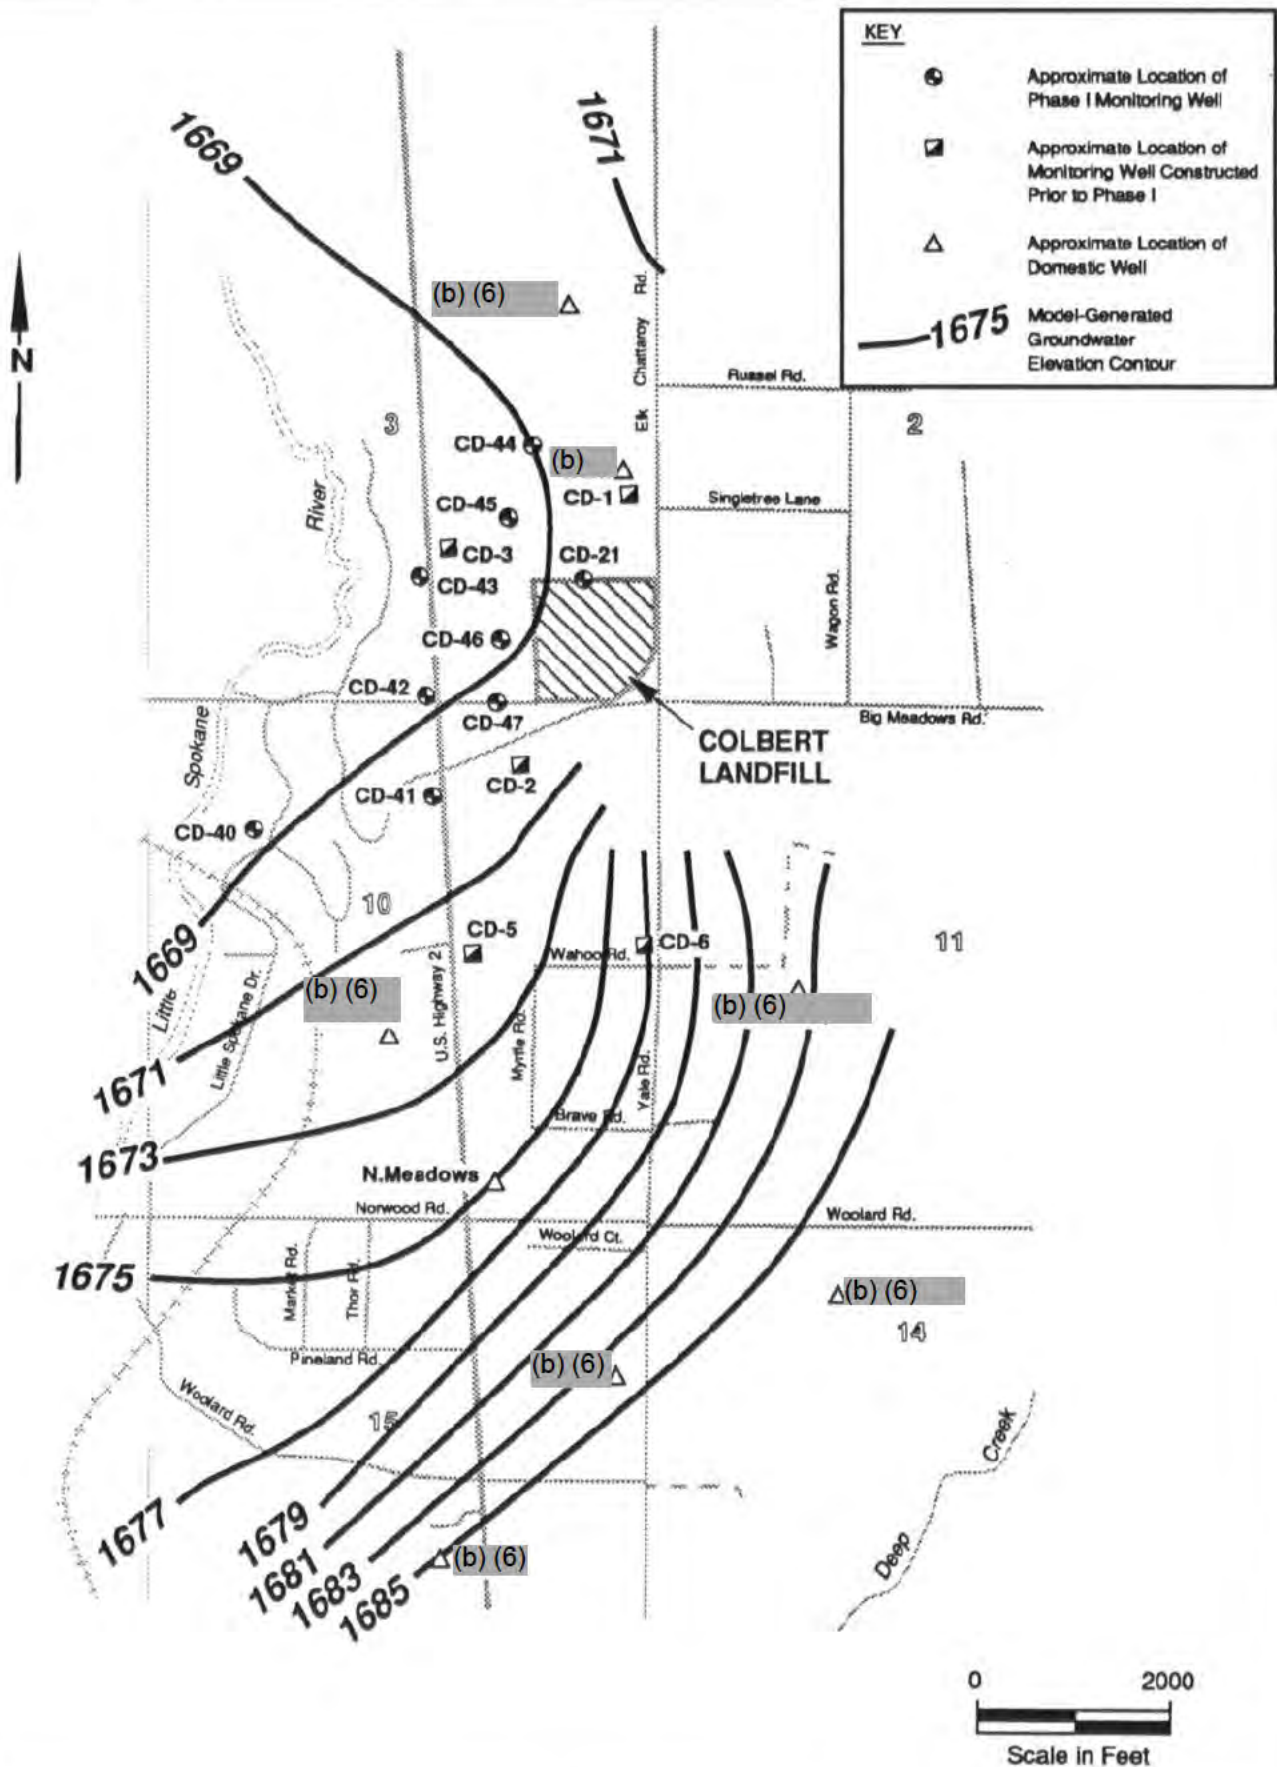 KEY
Approximate Location of
Phase I Monitoring Well
Approximate Location of
Monitoring Well Constructed
Prior to Phase I
Approximate Location of
Domestic Well
1675
Model-Generated
Groundwater
Elevation Contour
1669
1671
N
(b) (6)
Elk Chattaroy Rd.
Russel Rd.
3
2
CD-44
(b)
CD-1
Singletree Lane
CD-45
River
CD-3
CD-21
CD-43
Wagon Rd.
CD-46
CD-42
CD-47
Big Meadows Rd.
Spokane
COLBERT
LANDFILL
CD-2
CD-41
CD-40
10
CD-5
CD-6
11
Wahoo Rd.
1669
(b) (6)
(b) (6)
Little
Little Spokane Dr.
U.S. Highway 2
Myrtle Rd.
Yale Rd.
1671
Brave Rd.
1673
N.Meadows
Norwood Rd.
Woolard Rd.
Woolard Ct.
1675
Market Rd.
Thor Rd.
(b) (6)
14
Pineland Rd.
(b) (6)
Woolard Rd.
15
Deep Creek
1677
1679
1681
1683
1685
(b) (6)
0 2000
Scale in Feet